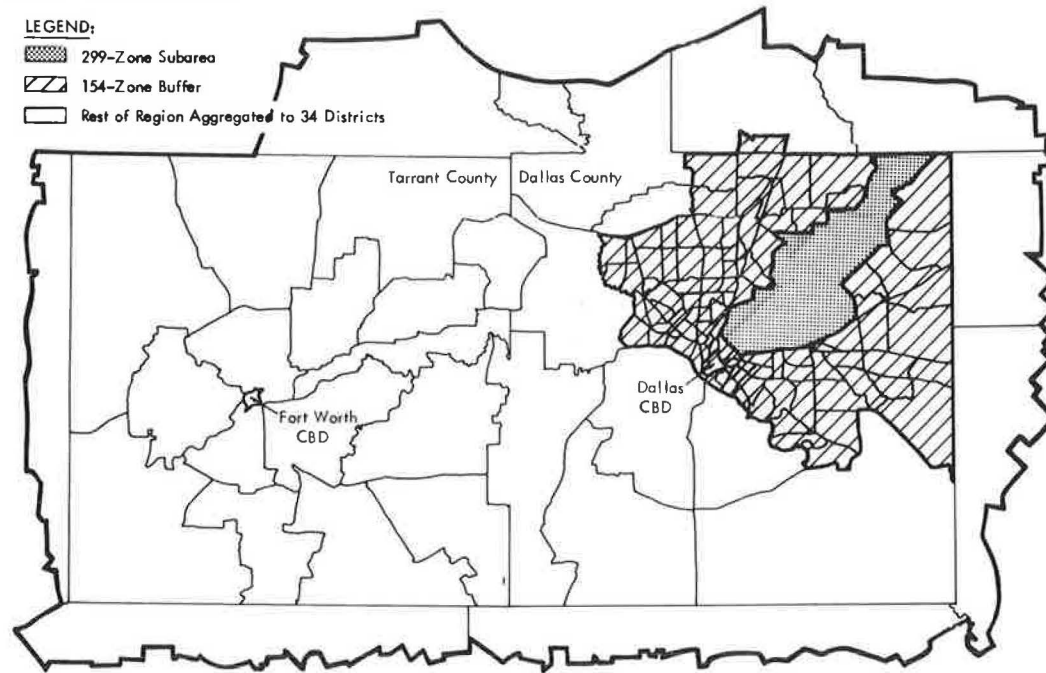 LEGEND:
299-Zone Subarea
154-Zone Buffer
Rest of Region Aggregated to 34 Districts
Tarrant County
Dallas County
Dallas
CBD
Fort Worth
CBD